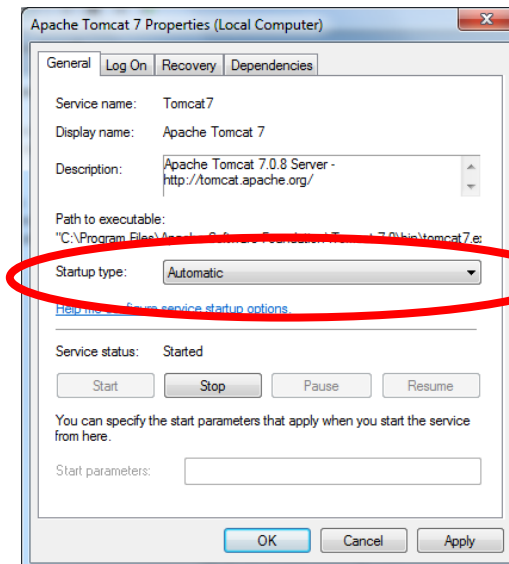 Apache Tomcat 7 Properties (Local Computer)
General Log On Recovery Dependencies
Service name: Tomcat7
Display name: Apache Tomcat 7
Description: Apache Tomcat 7.0.8 Server -
http://tomcat.apache.org/
Path to executable:
"C:\Program Files\Apache Software Foundation\Tomcat 7.0\bin\tomcat7.ex
Startup type: Automatic
Help me configure service startup options.
Service status: Started
Start Stop Pause Resume
You can specify the start parameters that apply when you start the service
from here.
Start parameters:
OK Cancel Apply